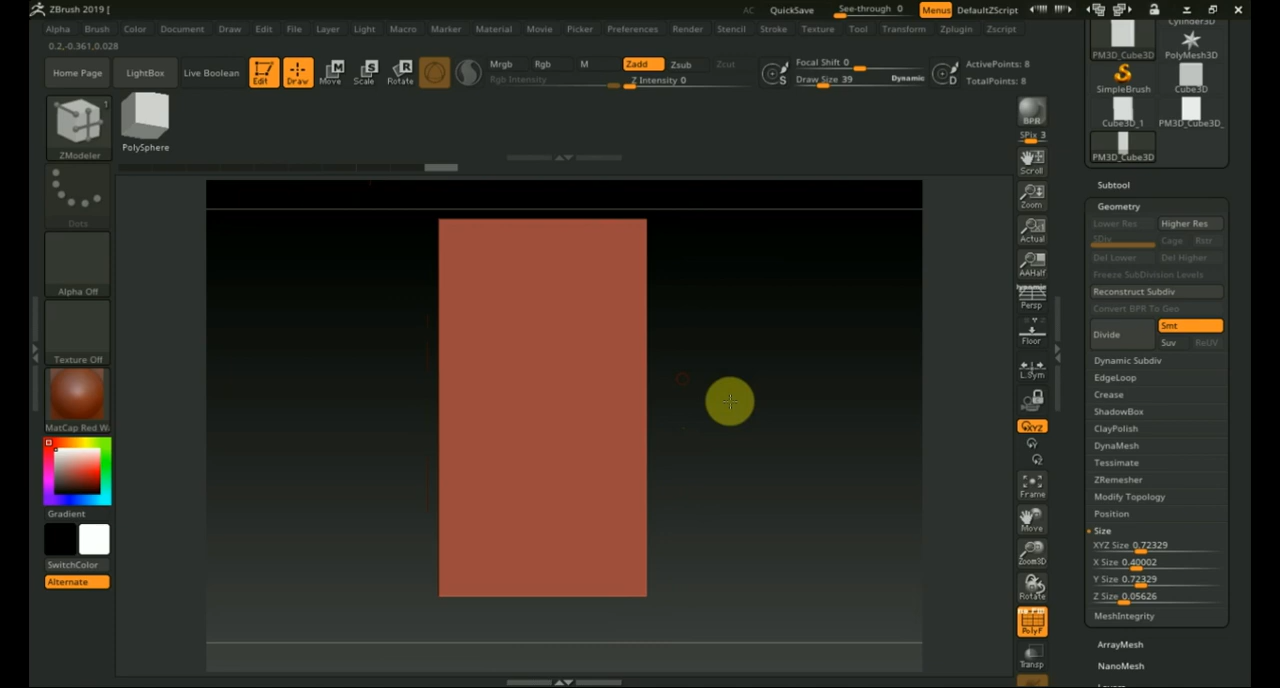 ZBrush 2019 [
AC QuickSave See-through 0 Menus DefaultZScript
Alpha Brush Color Document Draw Edit File Layer Light Macro Marker Material Movie Picker Preferences Render Stencil Stroke Texture Tool Transform Zplugin Zscript
0.2,-0.361,0.028
Home Page LightBox Live Boolean Edit Draw Move Scale Rotate
Mrgb Rgb M Zadd Zsub Zcut
Rgb Intensity Z Intensity 0
Focal Shift 0
Draw Size 39 Dynamic
ActivePoints: 8
TotalPoints: 8
ZModeler
PolySphere
Dots
Alpha Off
Texture Off
MatCap Red W
Gradient
SwitchColor
Alternate
BPR
SPix 3
Scroll
Zoom
Actual
AAHalf
Dynamic
Persp
Floor
L.Sym
XYZ
Frame
Move
Zoom3D
Rotate
PolyF
Transp
Cylinder3D
PM3D_Cube3D PolyMesh3D
SimpleBrush Cube3D
Cube3D_1 PM3D_Cube3D_
PM3D_Cube3D
Subtool
Geometry
Lower Res Higher Res
SDiv Cage Rstr
Del Lower Del Higher
Freeze SubDivision Levels
Reconstruct Subdiv
Convert BPR To Geo
Divide Smt
Suv ReUV
Dynamic Subdiv
EdgeLoop
Crease
ShadowBox
ClayPolish
DynaMesh
Tessimate
ZRemesher
Modify Topology
Position
Size
XYZ Size 0.72329
X Size 0.40002
Y Size 0.72329
Z Size 0.05626
MeshIntegrity
ArrayMesh
NanoMesh